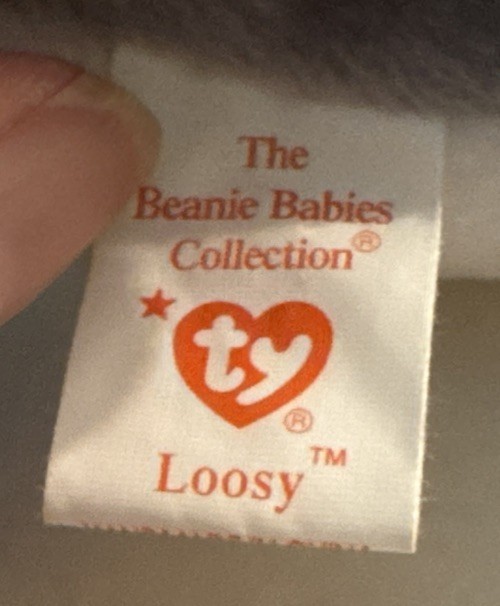 The
Beanie Babies
Collection®
ty®
Loosy™